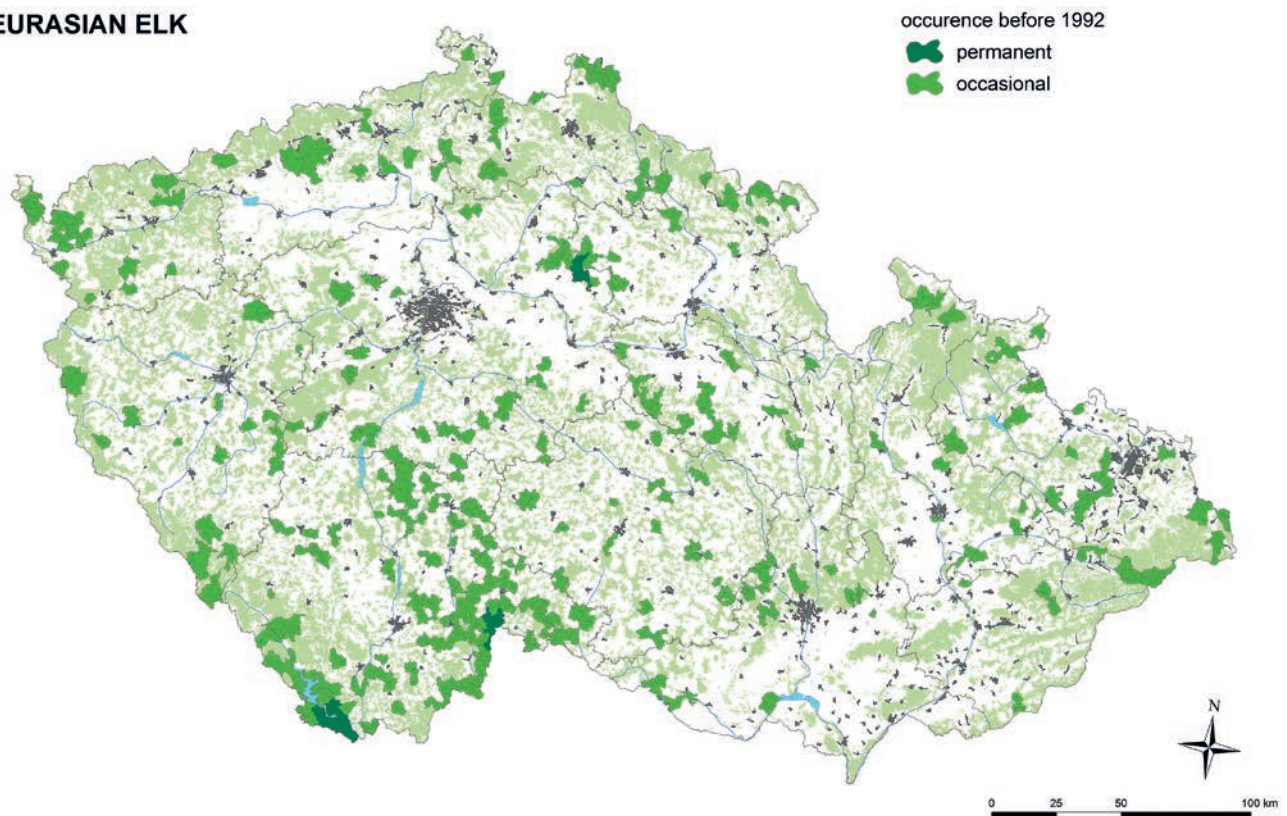 EURASIAN ELK
occurence before 1992
permanent
occasional
N
0 25 50 100 km